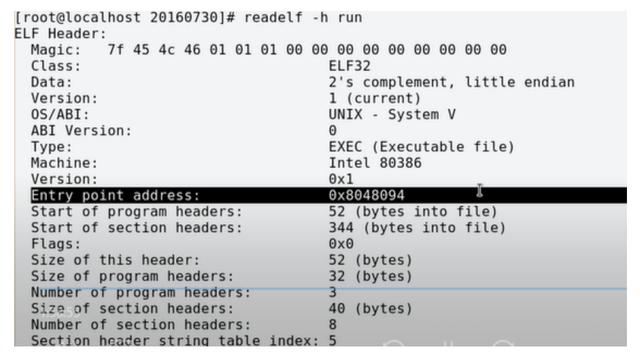 [root@localhost 20160730]# readelf -h run
ELF Header:
Magic: 7f 45 4c 46 01 01 01 00 00 00 00 00 00 00 00 00
Class: ELF32
Data: 2's complement, little endian
Version: 1 (current)
OS/ABI: UNIX - System V
ABI Version: 0
Type: EXEC (Executable file)
Machine: Intel 80386
Version: 0x1
Entry point address: 0x8048094
Start of program headers: 52 (bytes into file)
Start of section headers: 344 (bytes into file)
Flags: 0x0
Size of this header: 52 (bytes)
Size of program headers: 32 (bytes)
Number of program headers: 3
Size of section headers: 40 (bytes)
Number of section headers: 8
Section header string table index: 5